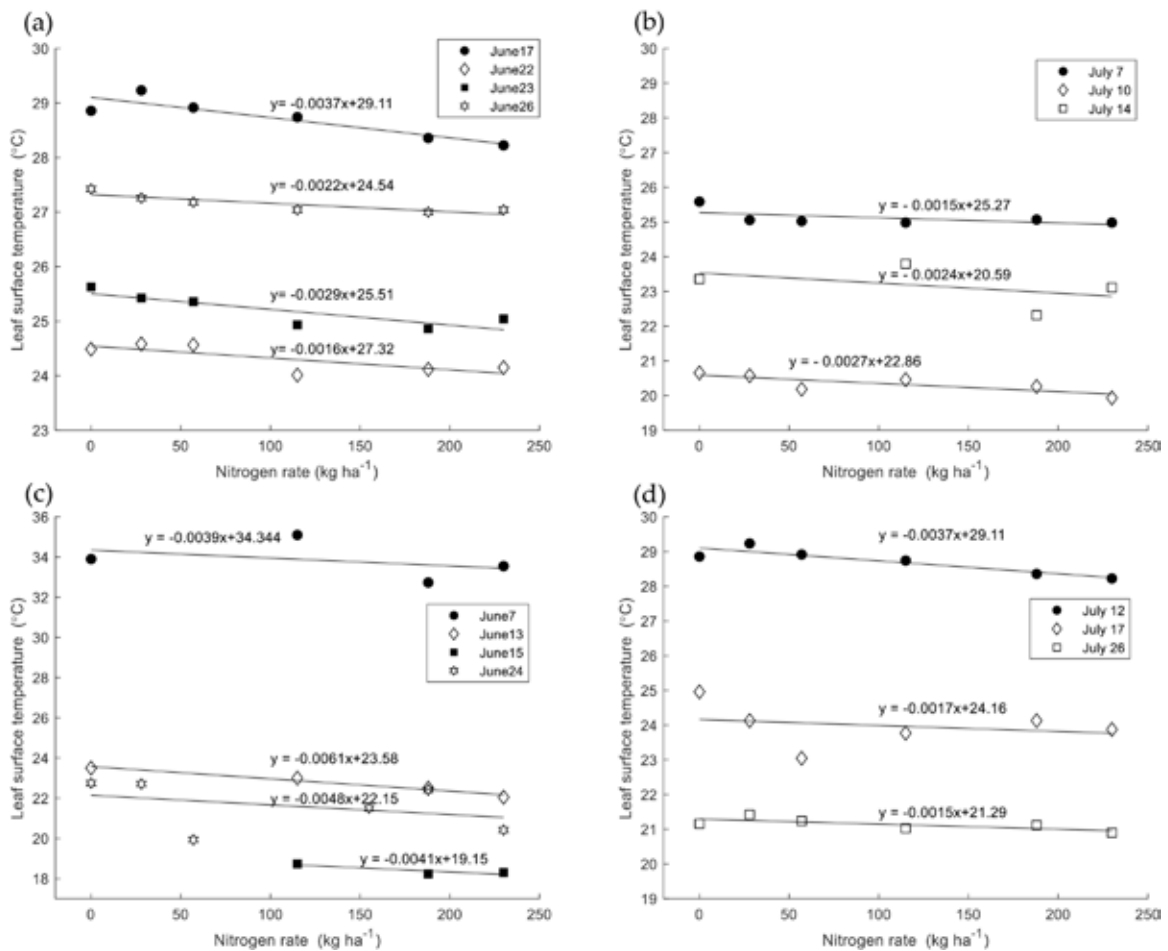 (a)
30
29
28
27
26
25
24
23
Leaf surface temperature (°C)
June17
June22
June23
June26
y= -0.0037x+29.11
y= -0.0022x+24.54
y= -0.0029x+25.51
y= -0.0016x+27.32
0 50 100 150 200 250
Nitrogen rate (kg ha⁻¹)
(b)
30
29
28
27
26
25
24
23
22
21
20
19
Leaf surface temperature (°C)
July 7
July 10
July 14
y = - 0.0015x+25.27
y = - 0.0024x+20.59
y = - 0.0027x+22.86
0 50 100 150 200 250
Nitrogen rate (kg ha⁻¹)
(c)
36
34
32
30
28
26
24
22
20
18
Leaf surface temperature (°C)
y = -0.0039x+34.344
June7
June13
June15
June24
y = -0.0061x+23.58
y = -0.0048x+22.15
y = -0.0041x+19.15
0 50 100 150 200 250
Nitrogen rate (kg ha⁻¹)
(d)
30
29
28
27
26
25
24
23
22
21
20
19
Leaf surface temperature (°C)
y = -0.0037x+29.11
July 12
July 17
July 26
y = -0.0017x+24.16
y = -0.0015x+21.29
0 50 100 150 200 250
Nitrogen rate (kg ha⁻¹)